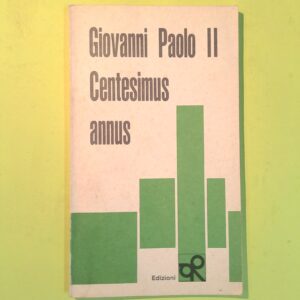 Giovanni Paolo II
Centesimus
annus
Edizioni